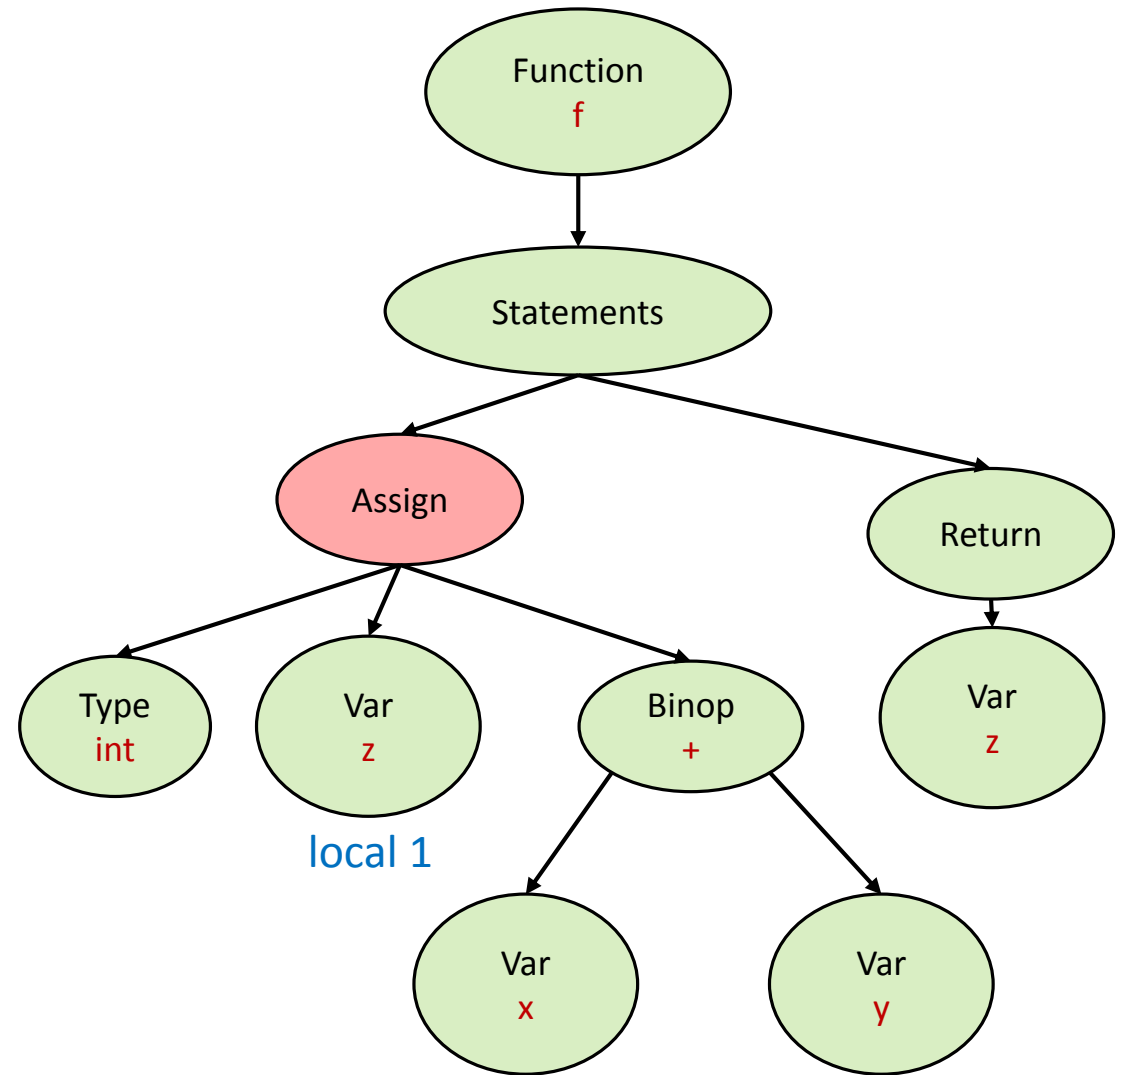 Function
f
Statements
Assign
Return
Type
int
Var
z
Binop
+
Var
z
local 1
Var
x
Var
y